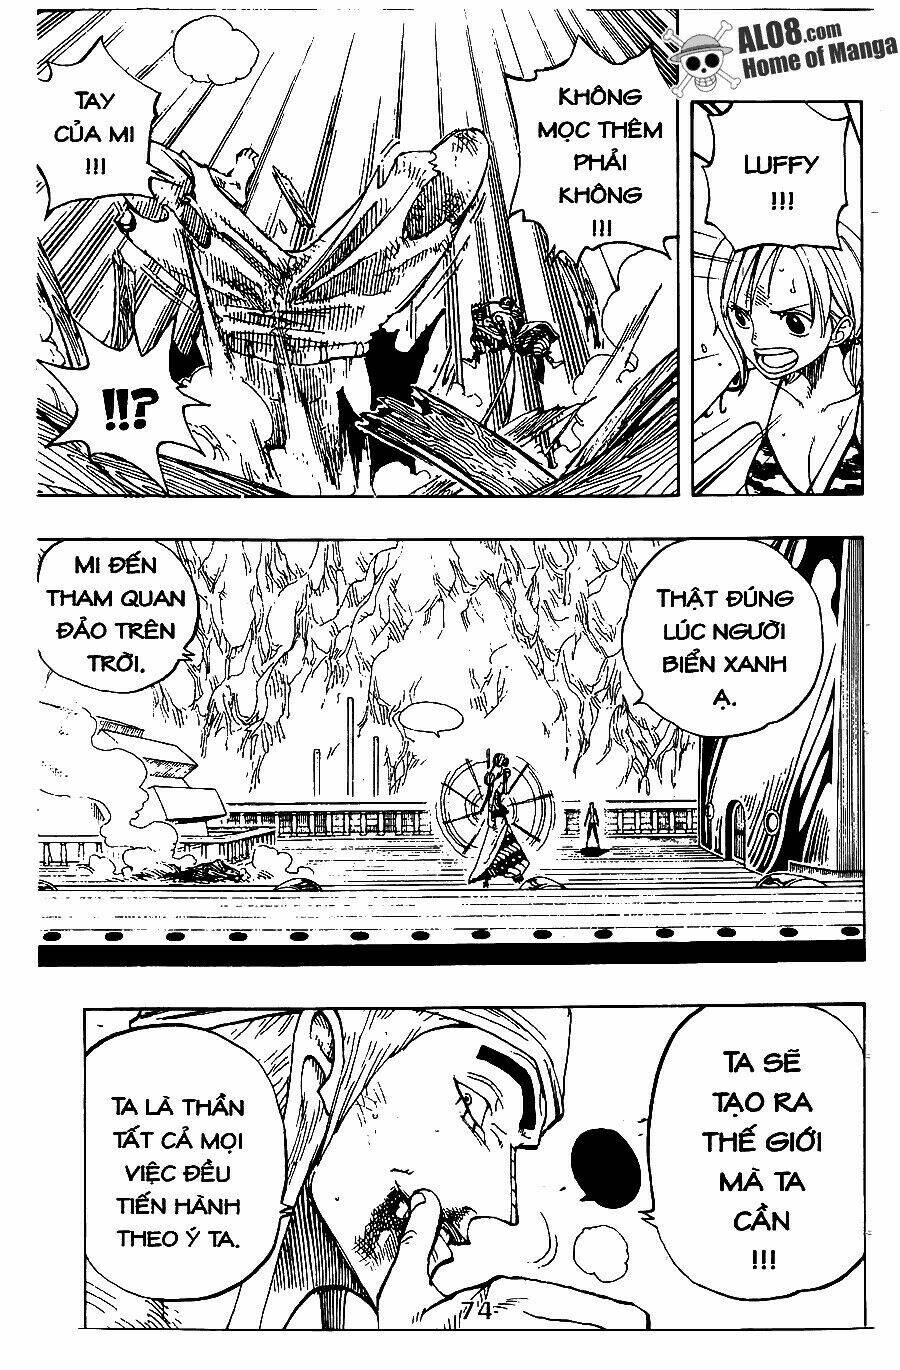 AL08.com
Home of Manga
LUFFY
!!!
KHÔNG
MỌC THÊM
PHẢI
KHÔNG
!!!
TAY
CỦA MI
!!!
!!?
THẬT ĐÚNG
LÚC NGƯỜI
BIỂN XANH
Ạ.
MI ĐẾN
THAM QUAN
ĐẢO TRÊN
TRỜI.
TA SẼ
TẠO RA
THẾ GIỚI
MÀ TA
CẦN
!!!
TA LÀ THẦN
TẤT CẢ MỌI
VIỆC ĐỀU
TIẾN HÀNH
THEO Ý TA.
74